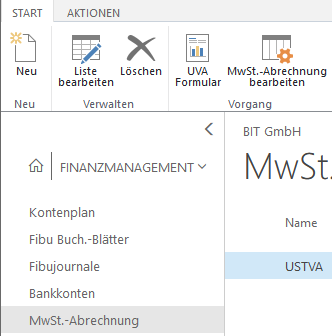 START AKTIONEN
Neu
Liste bearbeiten
Löschen
UVA Formular
MwSt.-Abrechnung bearbeiten
Neu Verwalten Vorgang
BIT GmbH
FINANZMANAGEMENT
MwSt.
Kontenplan
Name
Fibu Buch.-Blätter
Fibujournale
USTVA
Bankkonten
MwSt.-Abrechnung